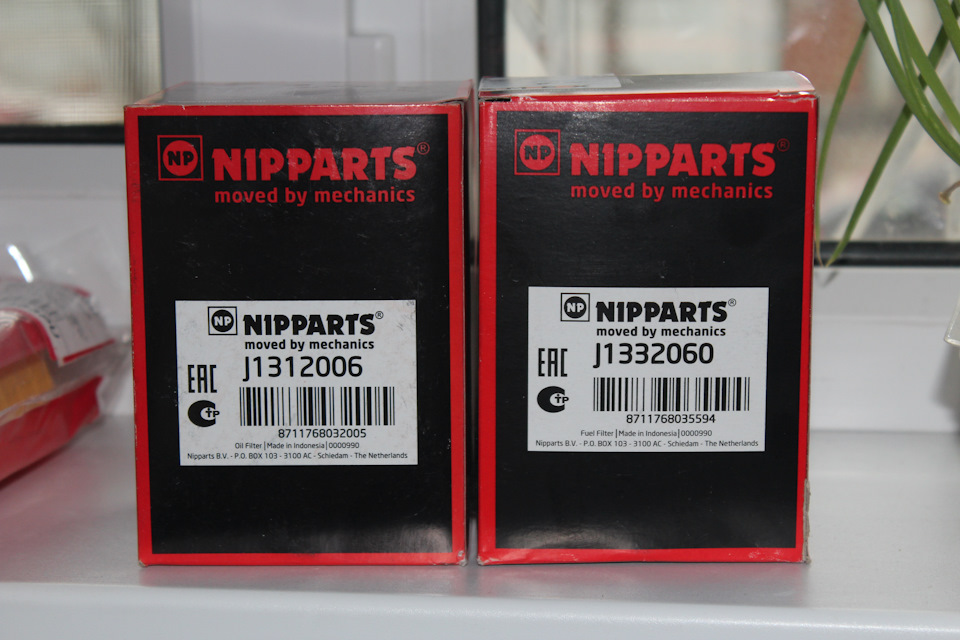 NP NIPPARTS®
moved by mechanics
NP NIPPARTS®
moved by mechanics
J1312006
EAC
CTP
8711768032005
Oil Filter | Made in Indonesia | 0000990
Nipparts B.V. - P.O. BOX 103 - 3100 AC - Schiedam - The Netherlands
NP NIPPARTS®
moved by mechanics
NP NIPPARTS®
moved by mechanics
J1332060
EAC
CTP
8711768035594
Fuel Filter | Made in Indonesia | 0000990
Nipparts B.V. - P.O. BOX 103 - 3100 AC - Schiedam - The Netherlands